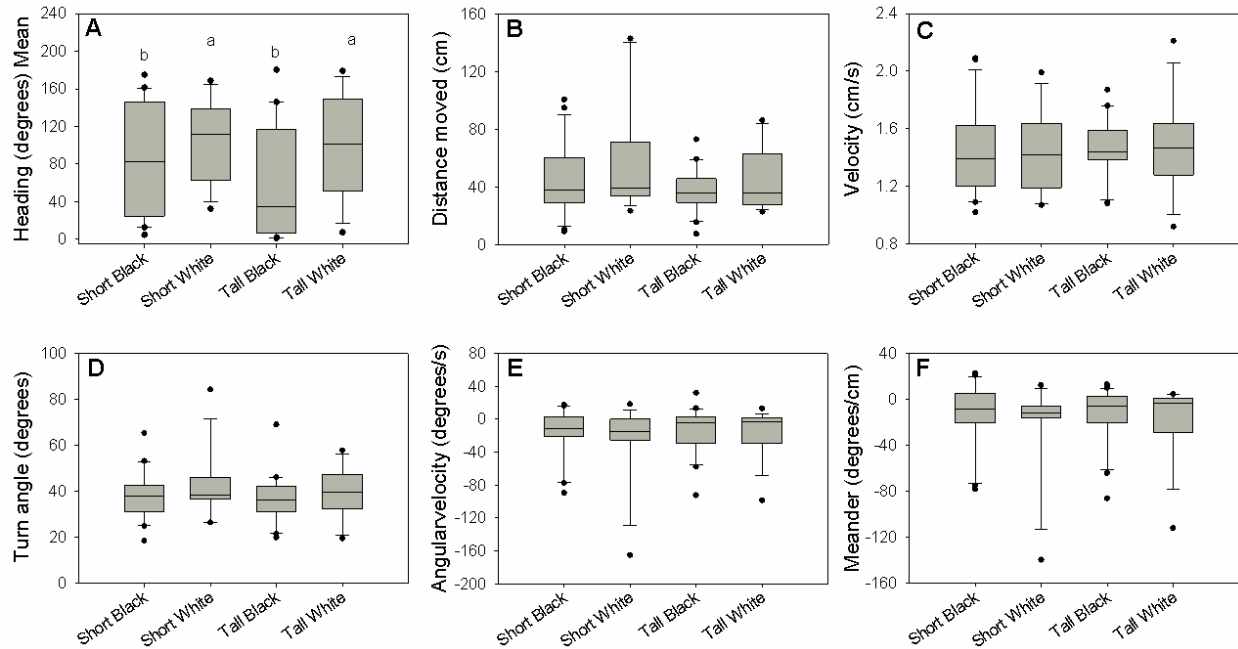 A
Heading (degrees) Mean
240
200
160
120
80
40
0
b
a
b
a
Short Black
Short White
Tall Black
Tall White
B
Distance moved (cm)
160
120
80
40
0
Short Black
Short White
Tall Black
Tall White
C
Velocity (cm/s)
2.4
2.0
1.6
1.2
0.8
Short Black
Short White
Tall Black
Tall White
D
Turn angle (degrees)
100
80
60
40
20
0
Short Black
Short White
Tall Black
Tall White
E
Angularvelocity (degrees/s)
80
40
0
-40
-80
-120
-160
-200
Short Black
Short White
Tall Black
Tall White
F
Meander (degrees/cm)
40
0
-40
-80
-120
-160
Short Black
Short White
Tall Black
Tall White